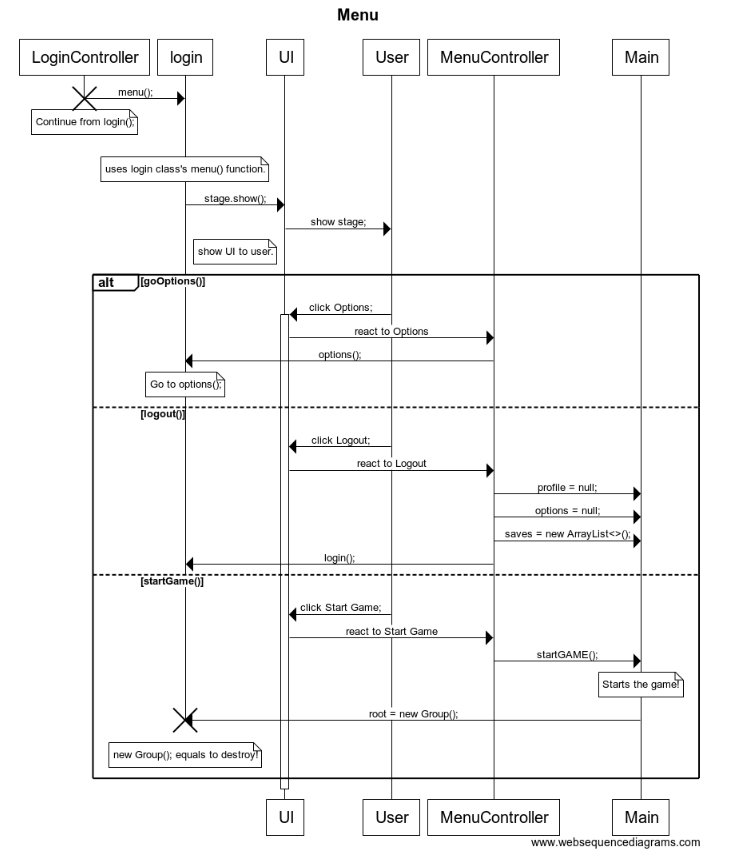 Menu
LoginController
login
UI
User
MenuController
Main
menu();
Continue from login();
uses login class's menu() function.
stage.show();
show stage;
show UI to user.
alt
[goOptions()]
click Options;
react to Options
options();
Go to options();
[logout()]
click Logout;
react to Logout
profile = null;
options = null;
saves = new ArrayList<>();
login();
[startGame()]
click Start Game;
react to Start Game
startGAME();
Starts the game!
root = new Group();
new Group(); equals to destroy!
UI
User
MenuController
Main
www.websequencediagrams.com